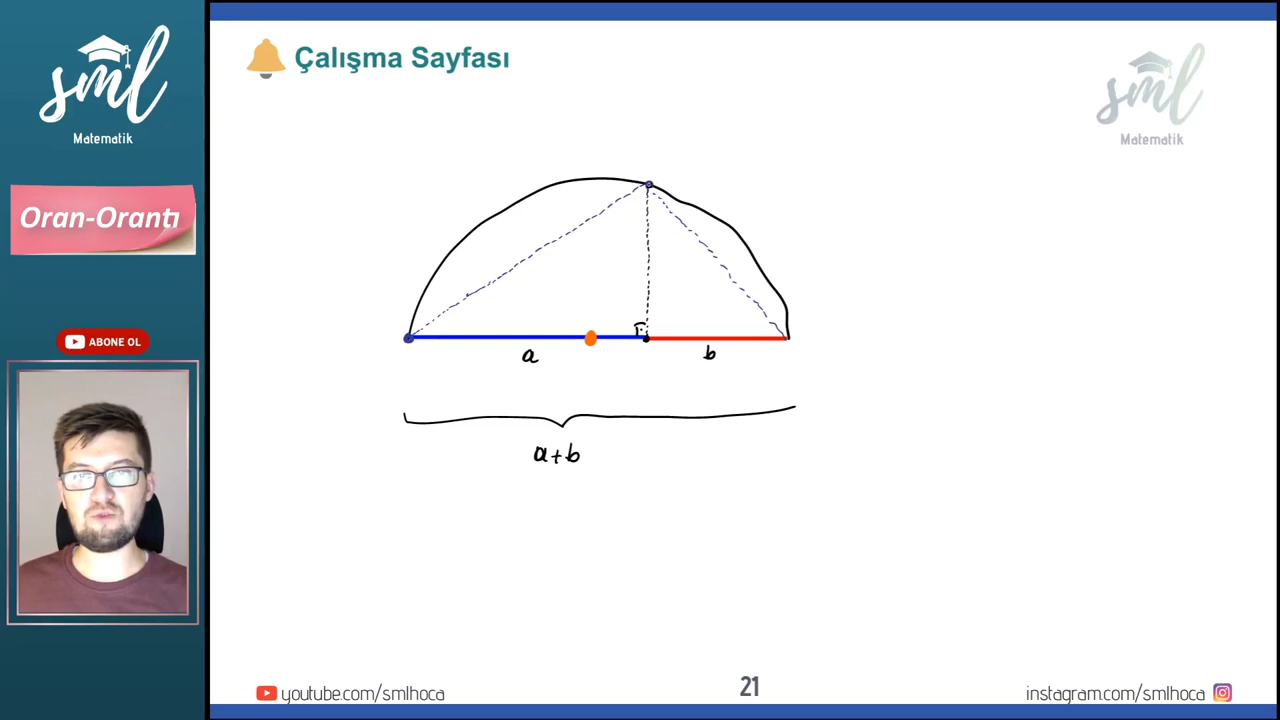 sml
Matematik
Oran-Orantı
ABONE OL
Çalışma Sayfası
sml
Matematik
a
b
a+b
youtube.com/smlhoca
21
instagram.com/smlhoca